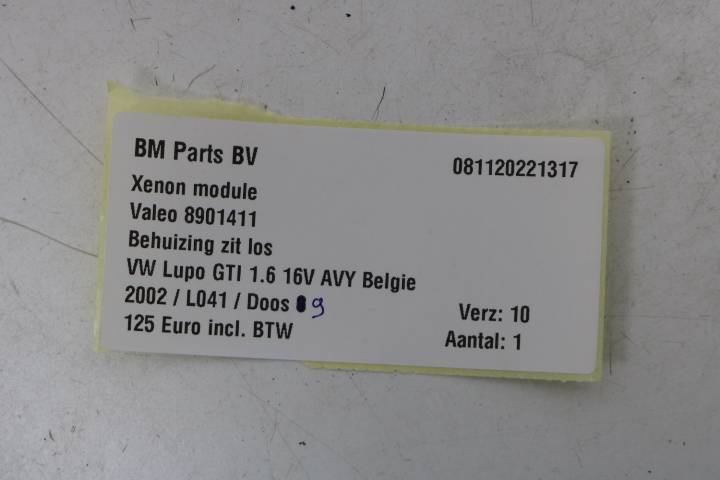 BM Parts BV
081120221317
Xenon module
Valeo 8901411
Behuizing zit los
VW Lupo GTI 1.6 16V AVY Belgie
2002 / L041 / Doos 9
125 Euro incl. BTW
Verz: 10
Aantal: 1